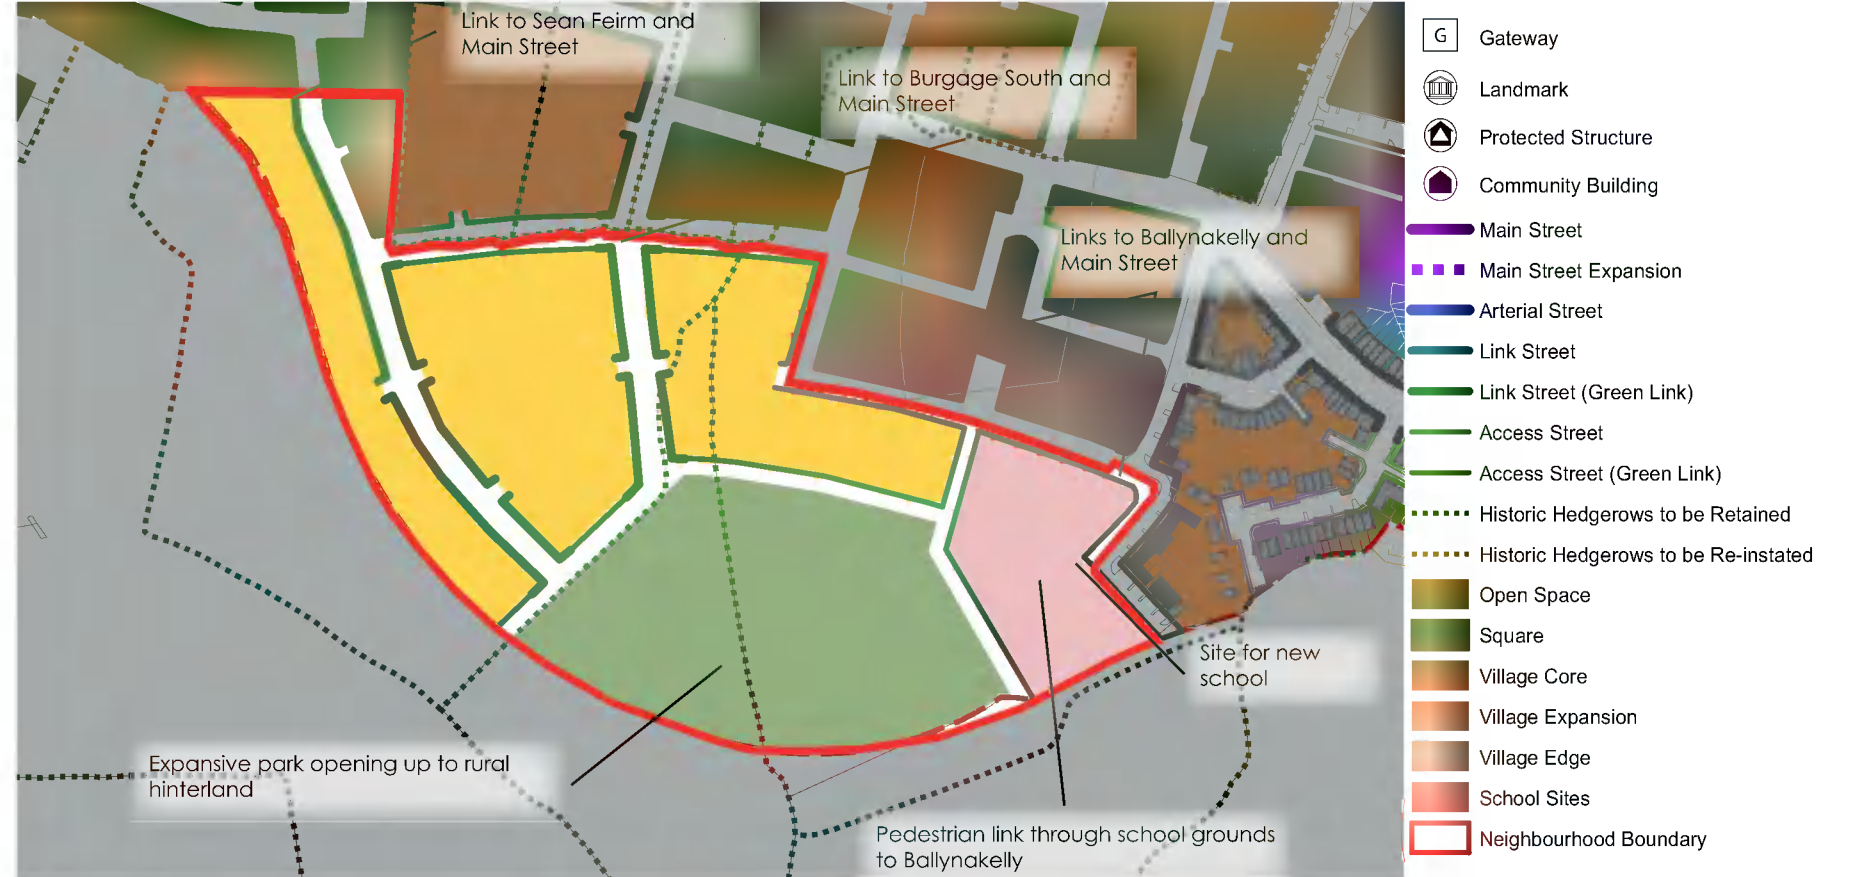 Link to Sean Feirm and
Main Street
Link to Burgage South and
Main Street
Links to Ballynakelly and
Main Street
Site for new
school
Expansive park opening up to rural
hinterland
Pedestrian link through school grounds
to Ballynakelly
G Gateway
Landmark
Protected Structure
Community Building
Main Street
Main Street Expansion
Arterial Street
Link Street
Link Street (Green Link)
Access Street
Access Street (Green Link)
Historic Hedgerows to be Retained
Historic Hedgerows to be Re-instated
Open Space
Square
Village Core
Village Expansion
Village Edge
School Sites
Neighbourhood Boundary